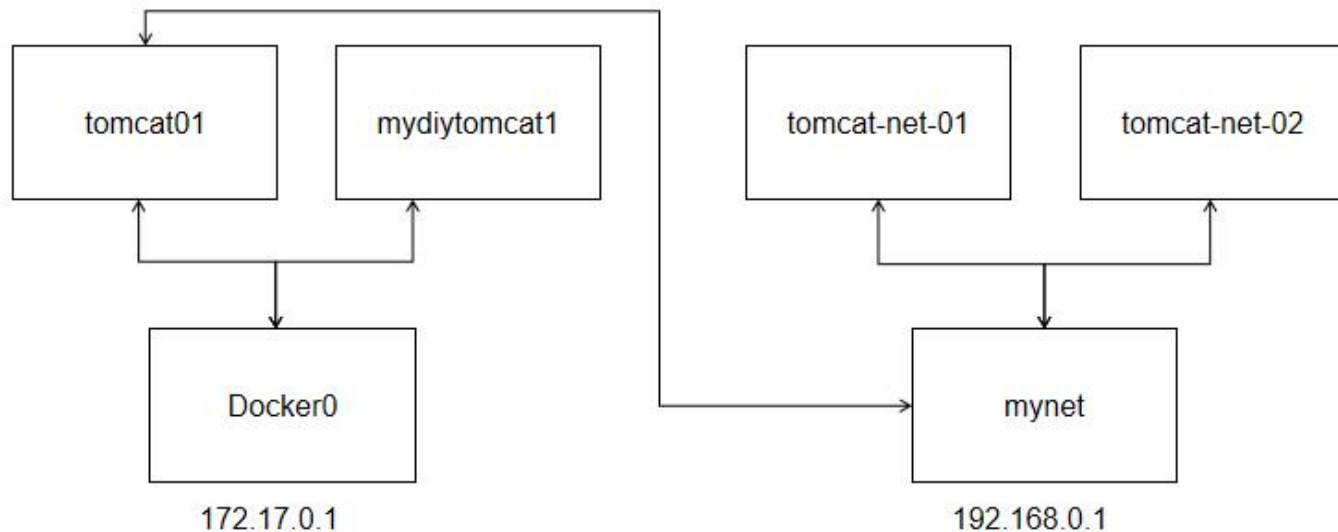 tomcat01
mydiytomcat1
tomcat-net-01
tomcat-net-02
Docker0
mynet
172.17.0.1
192.168.0.1